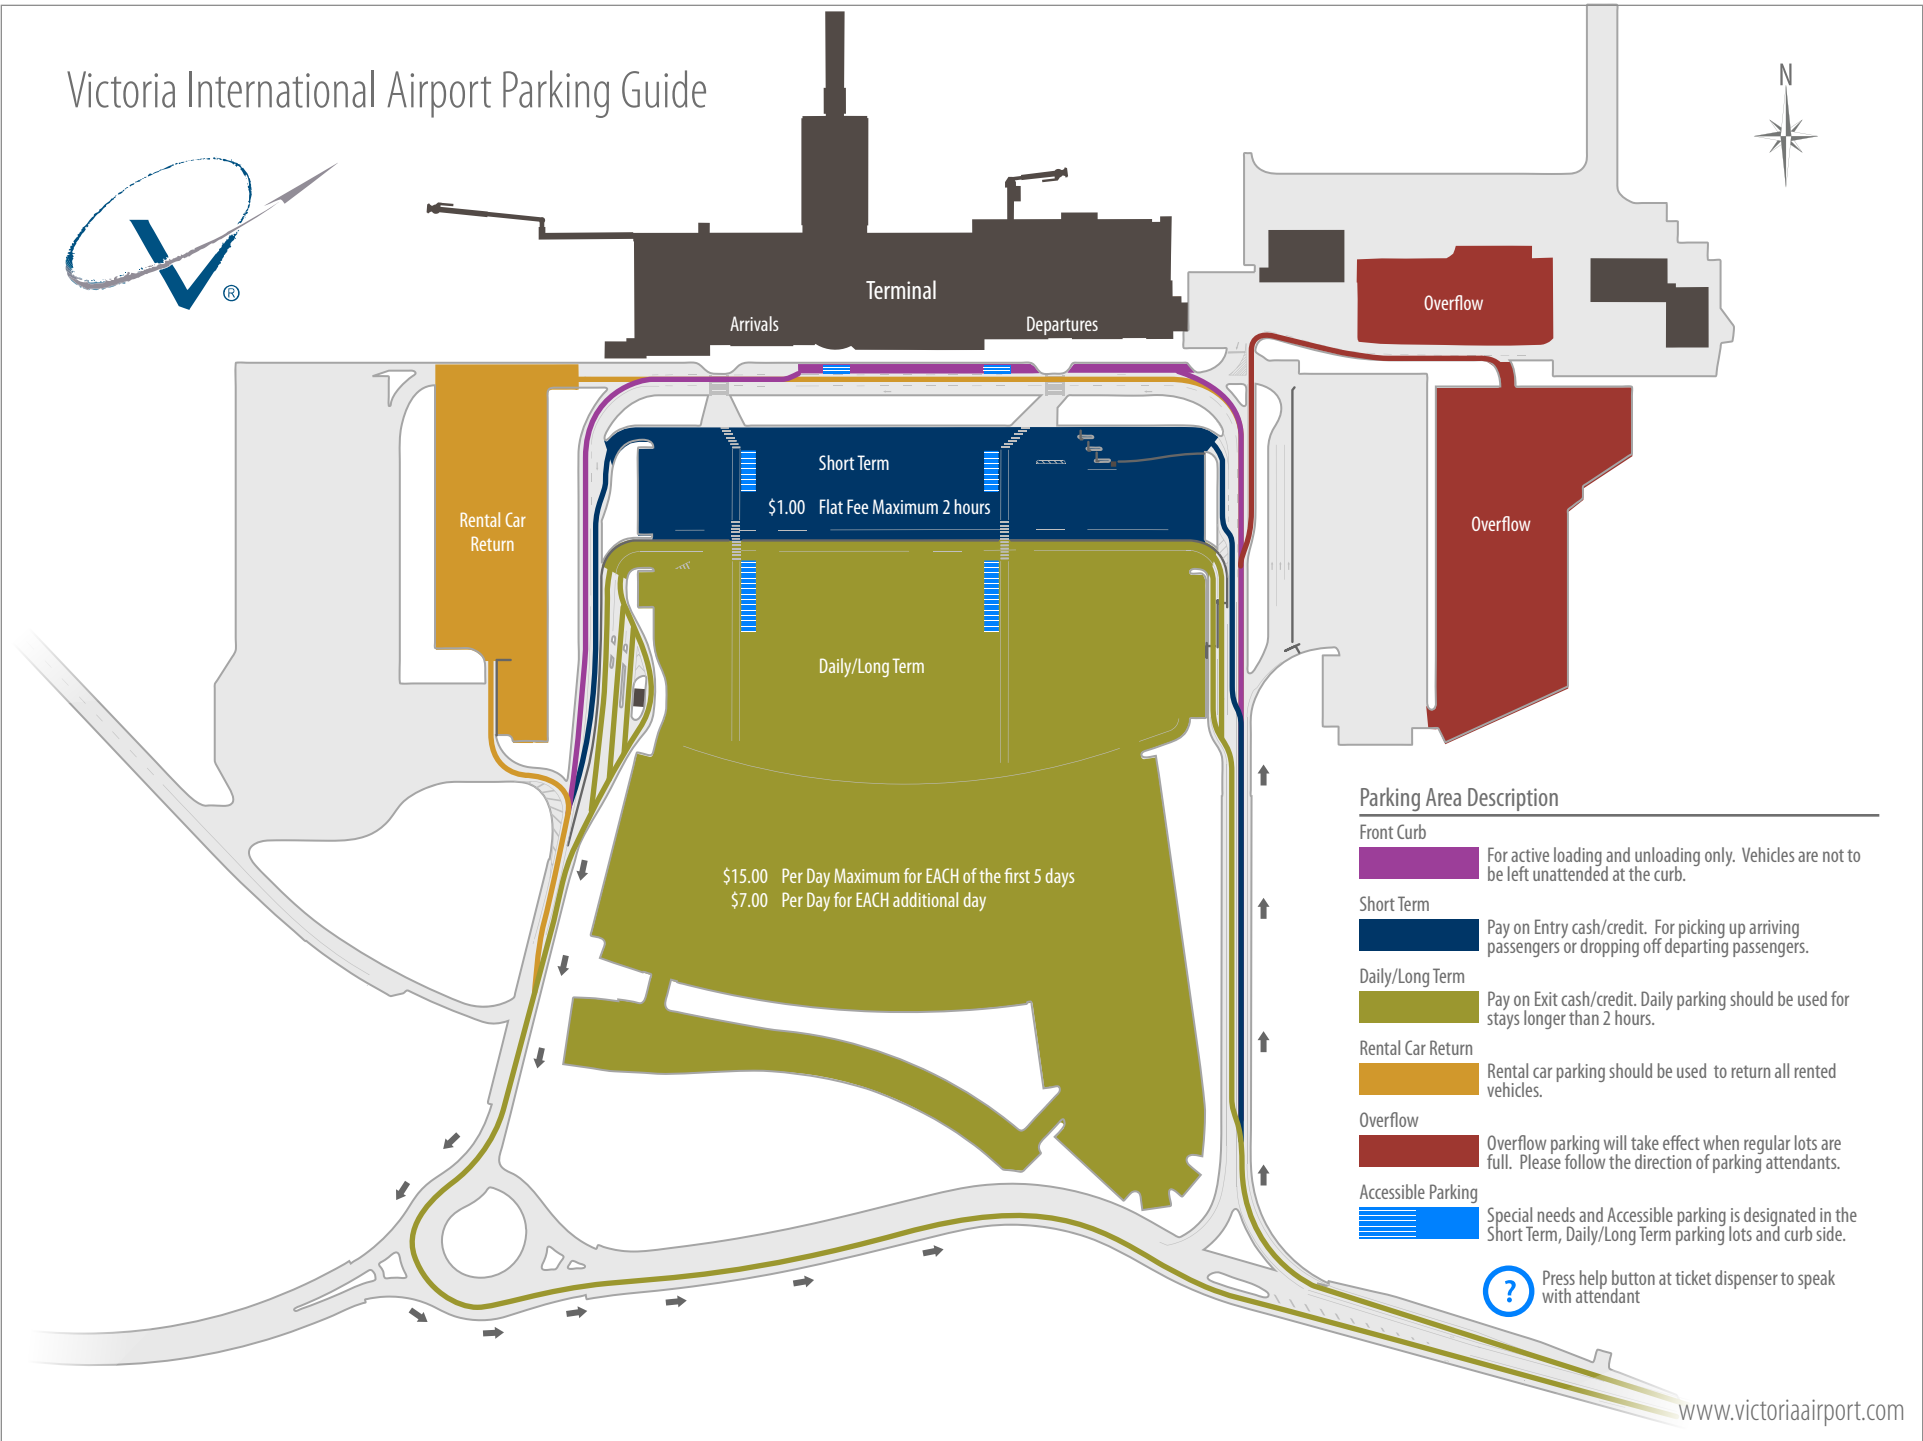 Victoria International Airport Parking Guide
N
®
Terminal
Arrivals
Departures
Overflow
Short Term
$1.00 Flat Fee Maximum 2 hours
Rental Car
Return
Overflow
Daily/Long Term
$15.00 Per Day Maximum for EACH of the first 5 days
$7.00 Per Day for EACH additional day
Parking Area Description
Front Curb
For active loading and unloading only. Vehicles are not to
be left unattended at the curb.
Short Term
Pay on Entry cash/credit. For picking up arriving
passengers or dropping off departing passengers.
Daily/Long Term
Pay on Exit cash/credit. Daily parking should be used for
stays longer than 2 hours.
Rental Car Return
Rental car parking should be used to return all rented
vehicles.
Overflow
Overflow parking will take effect when regular lots are
full. Please follow the direction of parking attendants.
Accessible Parking
Special needs and Accessible parking is designated in the
Short Term, Daily/Long Term parking lots and curb side.
?
Press help button at ticket dispenser to speak
with attendant
www.victoriaairport.com